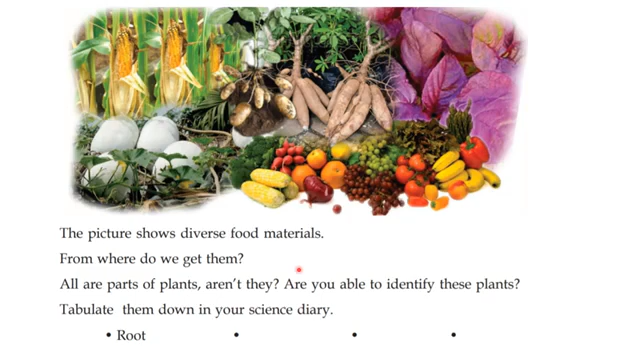 The picture shows diverse food materials.
From where do we get them?
All are parts of plants, aren't they? Are you able to identify these plants?
Tabulate them down in your science diary.
• Root • • •